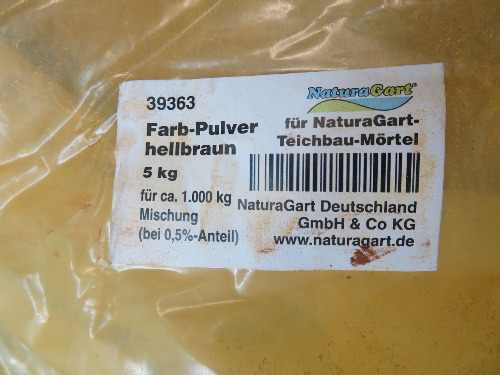 39363
NaturaGart®
Farb-Pulver
hellbraun
5 kg
für ca. 1.000 kg
Mischung
(bei 0,5%-Anteil)
für NaturaGart-
Teichbau-Mörtel
NaturaGart Deutschland
GmbH & Co KG
www.naturagart.de